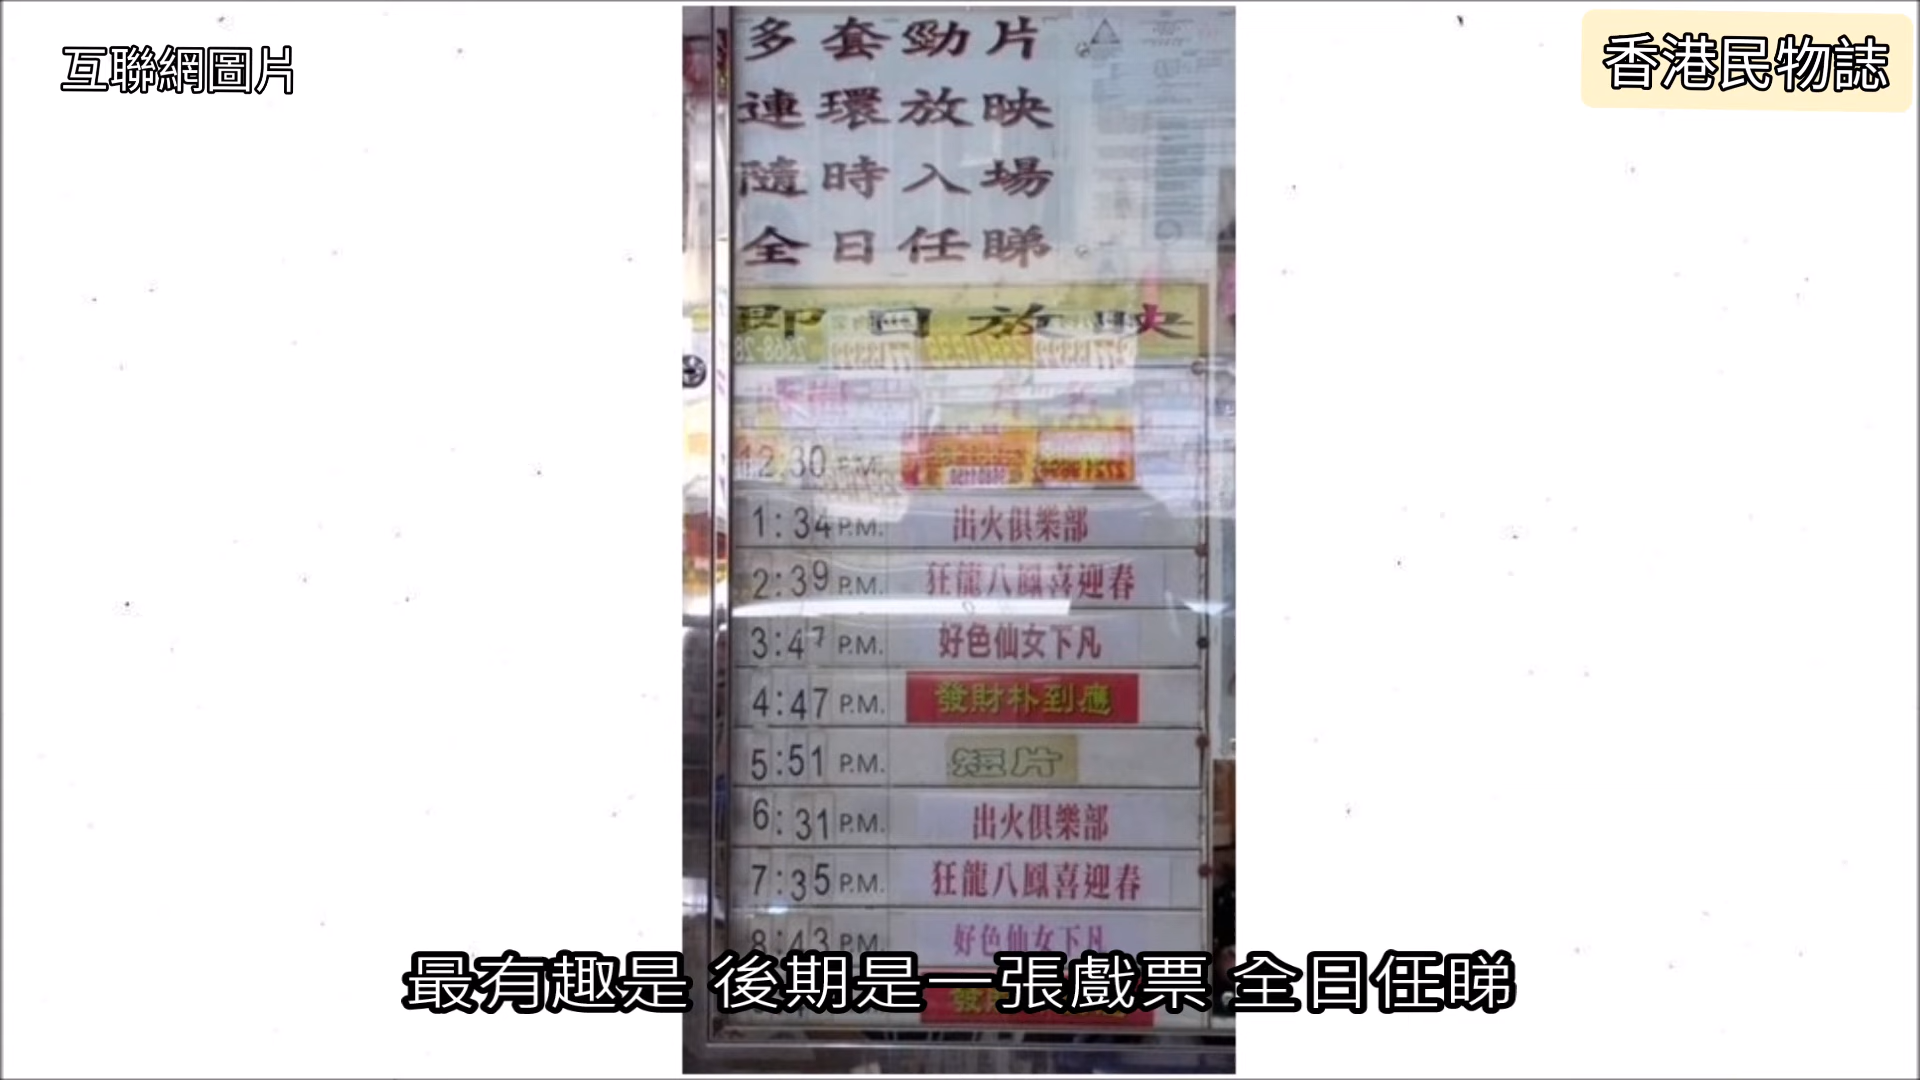 互聯網圖片
香港民物誌
多套勁片
連環放映
隨時入場
全日任睇
即日放映
12:30 P.M.
1:34 P.M. 出火俱樂部
2:39 P.M. 狂龍八鳳喜迎春
3:47 P.M. 好色仙女下凡
4:47 P.M. 發財朴到應
5:51 P.M. 短片
6:31 P.M. 出火俱樂部
7:35 P.M. 狂龍八鳳喜迎春
8:43 P.M. 好色仙女下凡
最有趣是 後期是一張戲票 全日任睇